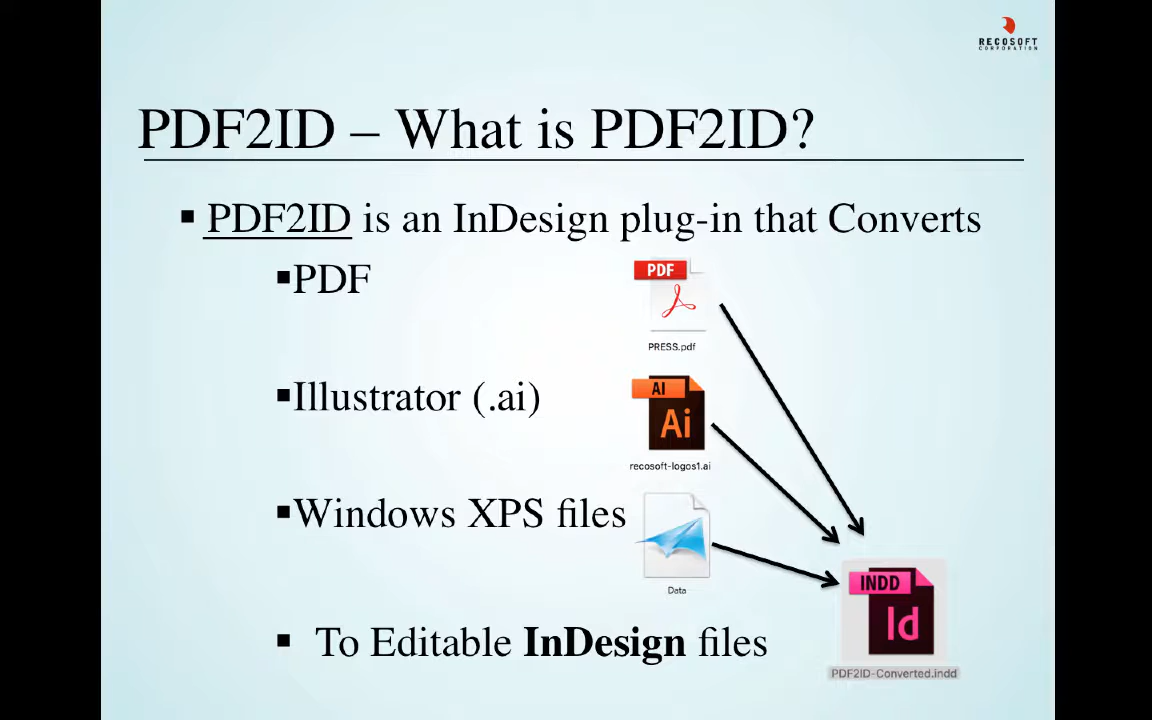 RECOSOFT
CORPORATION
PDF2ID – What is PDF2ID?
▪ PDF2ID is an InDesign plug-in that Converts
▪PDF
PDF
PRESS.pdf
▪Illustrator (.ai)
AI
Ai
recosoft-logos1.ai
▪Windows XPS files
Data
INDD
Id
▪ To Editable InDesign files
PDF2ID-Converted.indd